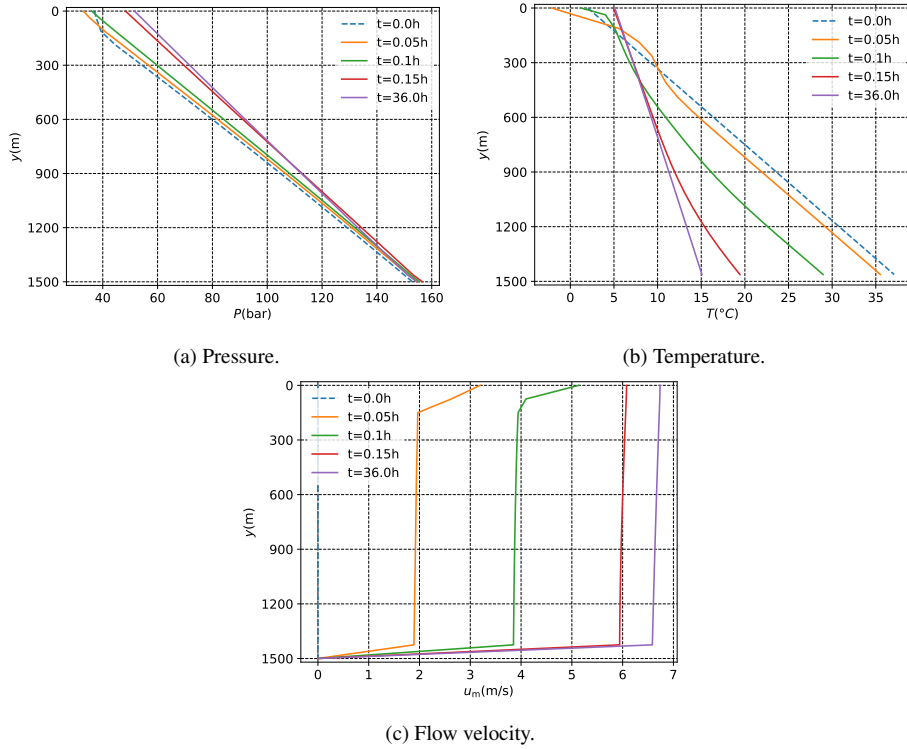 0
300
600
900
1200
1500
y(m)
40 60 80 100 120 140 160
P(bar)
t=0.0h
t=0.05h
t=0.1h
t=0.15h
t=36.0h
(a) Pressure.
0
300
600
900
1200
1500
y(m)
0 5 10 15 20 25 30 35
T(°C)
t=0.0h
t=0.05h
t=0.1h
t=0.15h
t=36.0h
(b) Temperature.
0
300
600
900
1200
1500
y(m)
0 1 2 3 4 5 6 7
u_m(m/s)
t=0.0h
t=0.05h
t=0.1h
t=0.15h
t=36.0h
(c) Flow velocity.